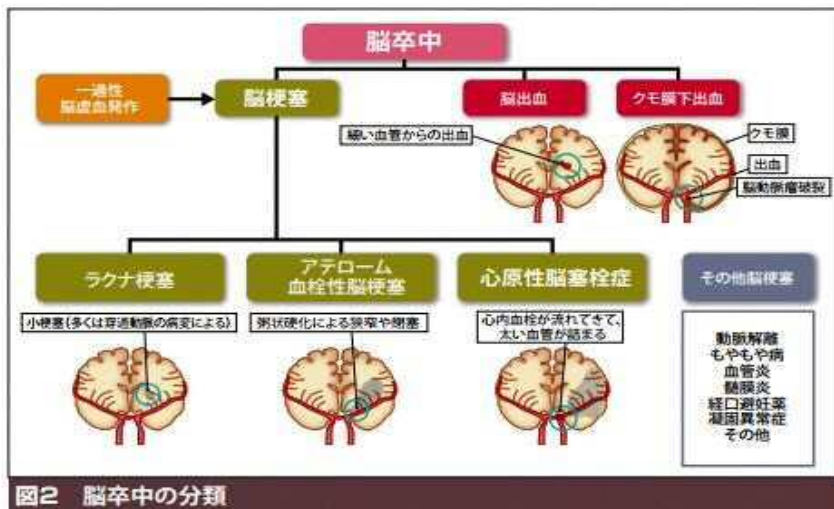 脳卒中
一過性
脳虚血発作
脳梗塞
脳出血
クモ膜下出血
細い血管からの出血
クモ膜
出血
脳動脈瘤破裂
ラクナ梗塞
アテローム
血栓性脳梗塞
心原性脳塞栓症
その他脳梗塞
小梗塞(多くは穿通動脈の病変による)
粥状硬化による狭窄や閉塞
心内血栓が流れてきて、
太い血管が詰まる
動脈解離
もやもや病
血管炎
髄膜炎
経口避妊薬
凝固異常症
その他
図2 脳卒中の分類